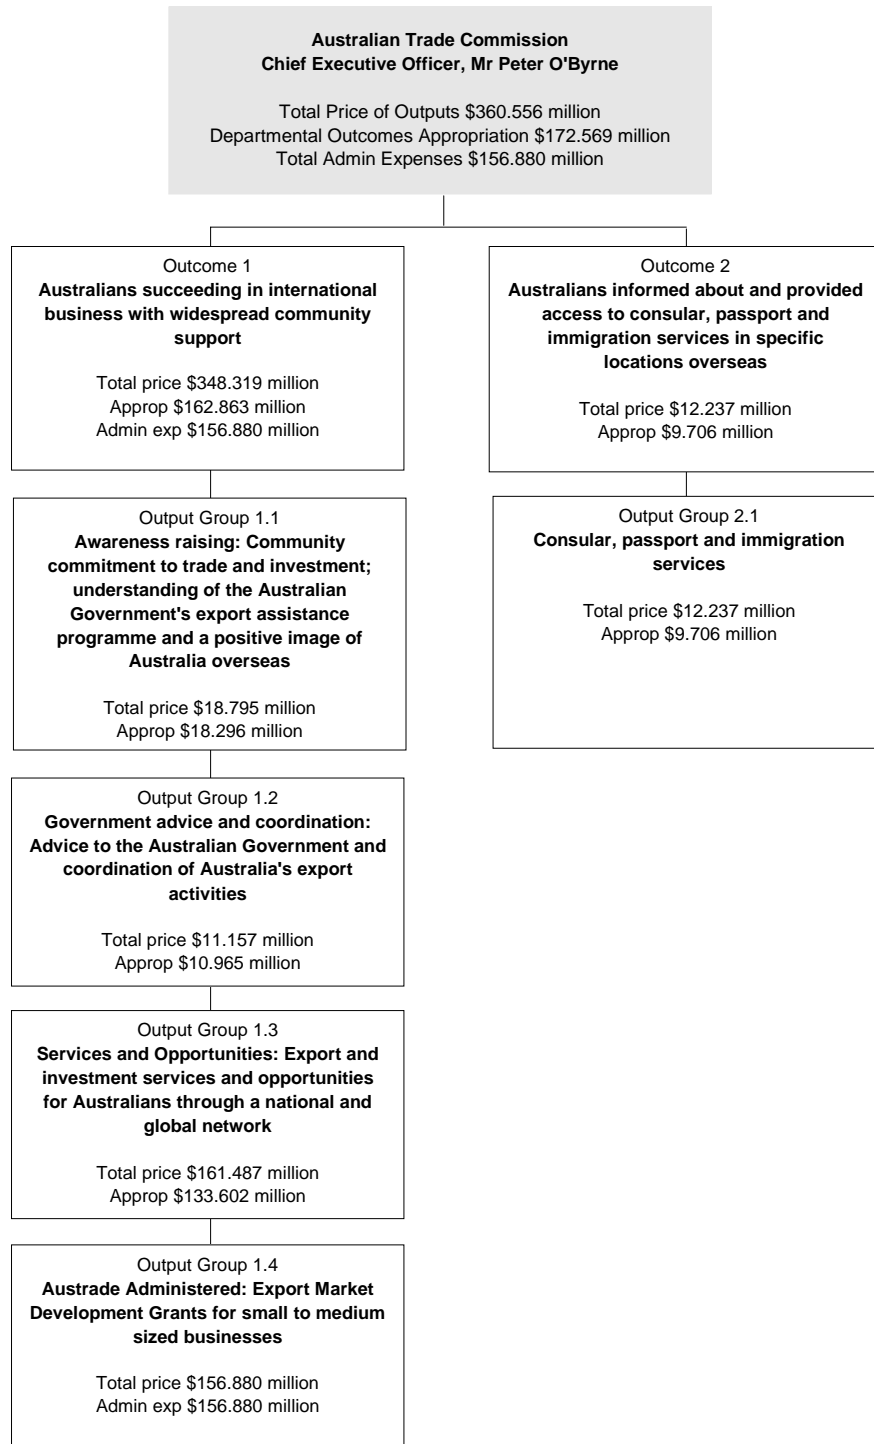 Australian Trade Commission
Chief Executive Officer, Mr Peter O'Byrne
Total Price of Outputs $360.556 million
Departmental Outcomes Appropriation $172.569 million
Total Admin Expenses $156.880 million
Outcome 1
Australians succeeding in international
business with widespread community
support
Total price $348.319 million
Approp $162.863 million
Admin exp $156.880 million
Outcome 2
Australians informed about and provided
access to consular, passport and
immigration services in specific
locations overseas
Total price $12.237 million
Approp $9.706 million
Output Group 1.1
Awareness raising: Community
commitment to trade and investment;
understanding of the Australian
Government's export assistance
programme and a positive image of
Australia overseas
Total price $18.795 million
Approp $18.296 million
Output Group 2.1
Consular, passport and immigration
services
Total price $12.237 million
Approp $9.706 million
Output Group 1.2
Government advice and coordination:
Advice to the Australian Government and
coordination of Australia's export
activities
Total price $11.157 million
Approp $10.965 million
Output Group 1.3
Services and Opportunities: Export and
investment services and opportunities
for Australians through a national and
global network
Total price $161.487 million
Approp $133.602 million
Output Group 1.4
Austrade Administered: Export Market
Development Grants for small to medium
sized businesses
Total price $156.880 million
Admin exp $156.880 million